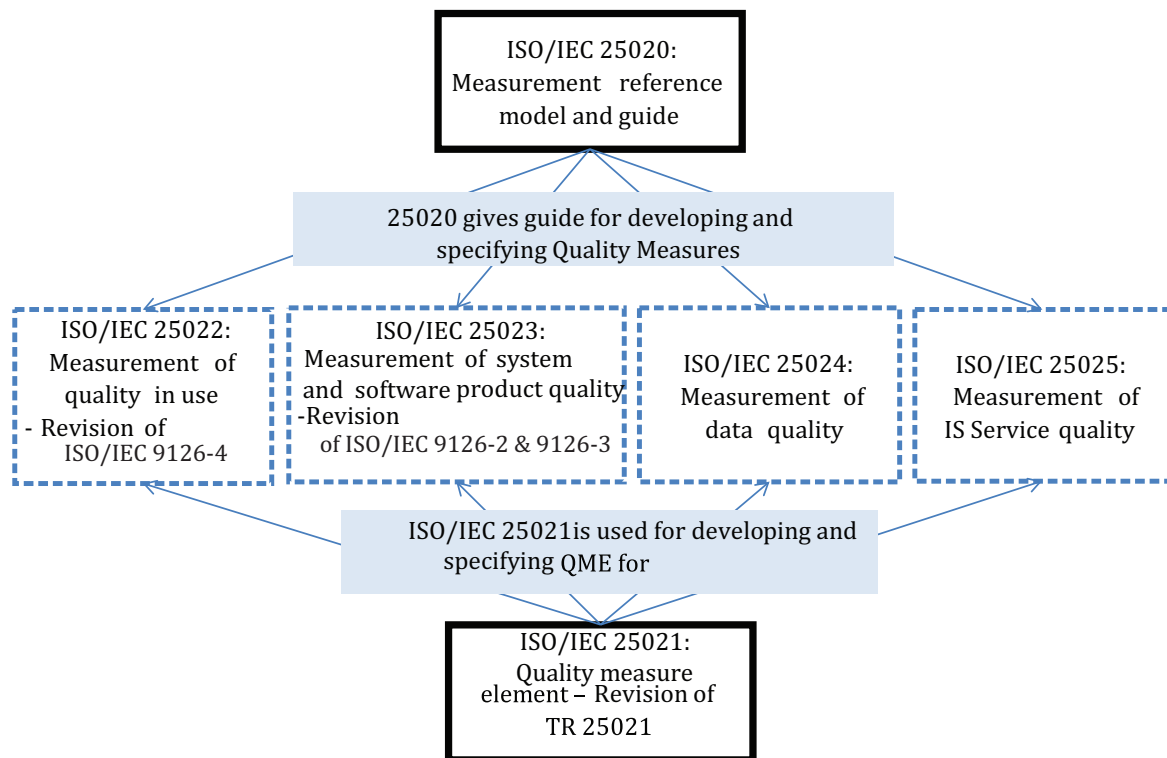 ISO/IEC 25020:
Measurement reference
model and guide
25020 gives guide for developing and
specifying Quality Measures
ISO/IEC 25022:
Measurement of
quality in use
- Revision of
ISO/IEC 9126-4
ISO/IEC 25023:
Measurement of system
and software product quality
-Revision
of ISO/IEC 9126-2 & 9126-3
ISO/IEC 25024:
Measurement of
data quality
ISO/IEC 25025:
Measurement of
IS Service quality
ISO/IEC 25021is used for developing and
specifying QME for
ISO/IEC 25021:
Quality measure
element – Revision of
TR 25021